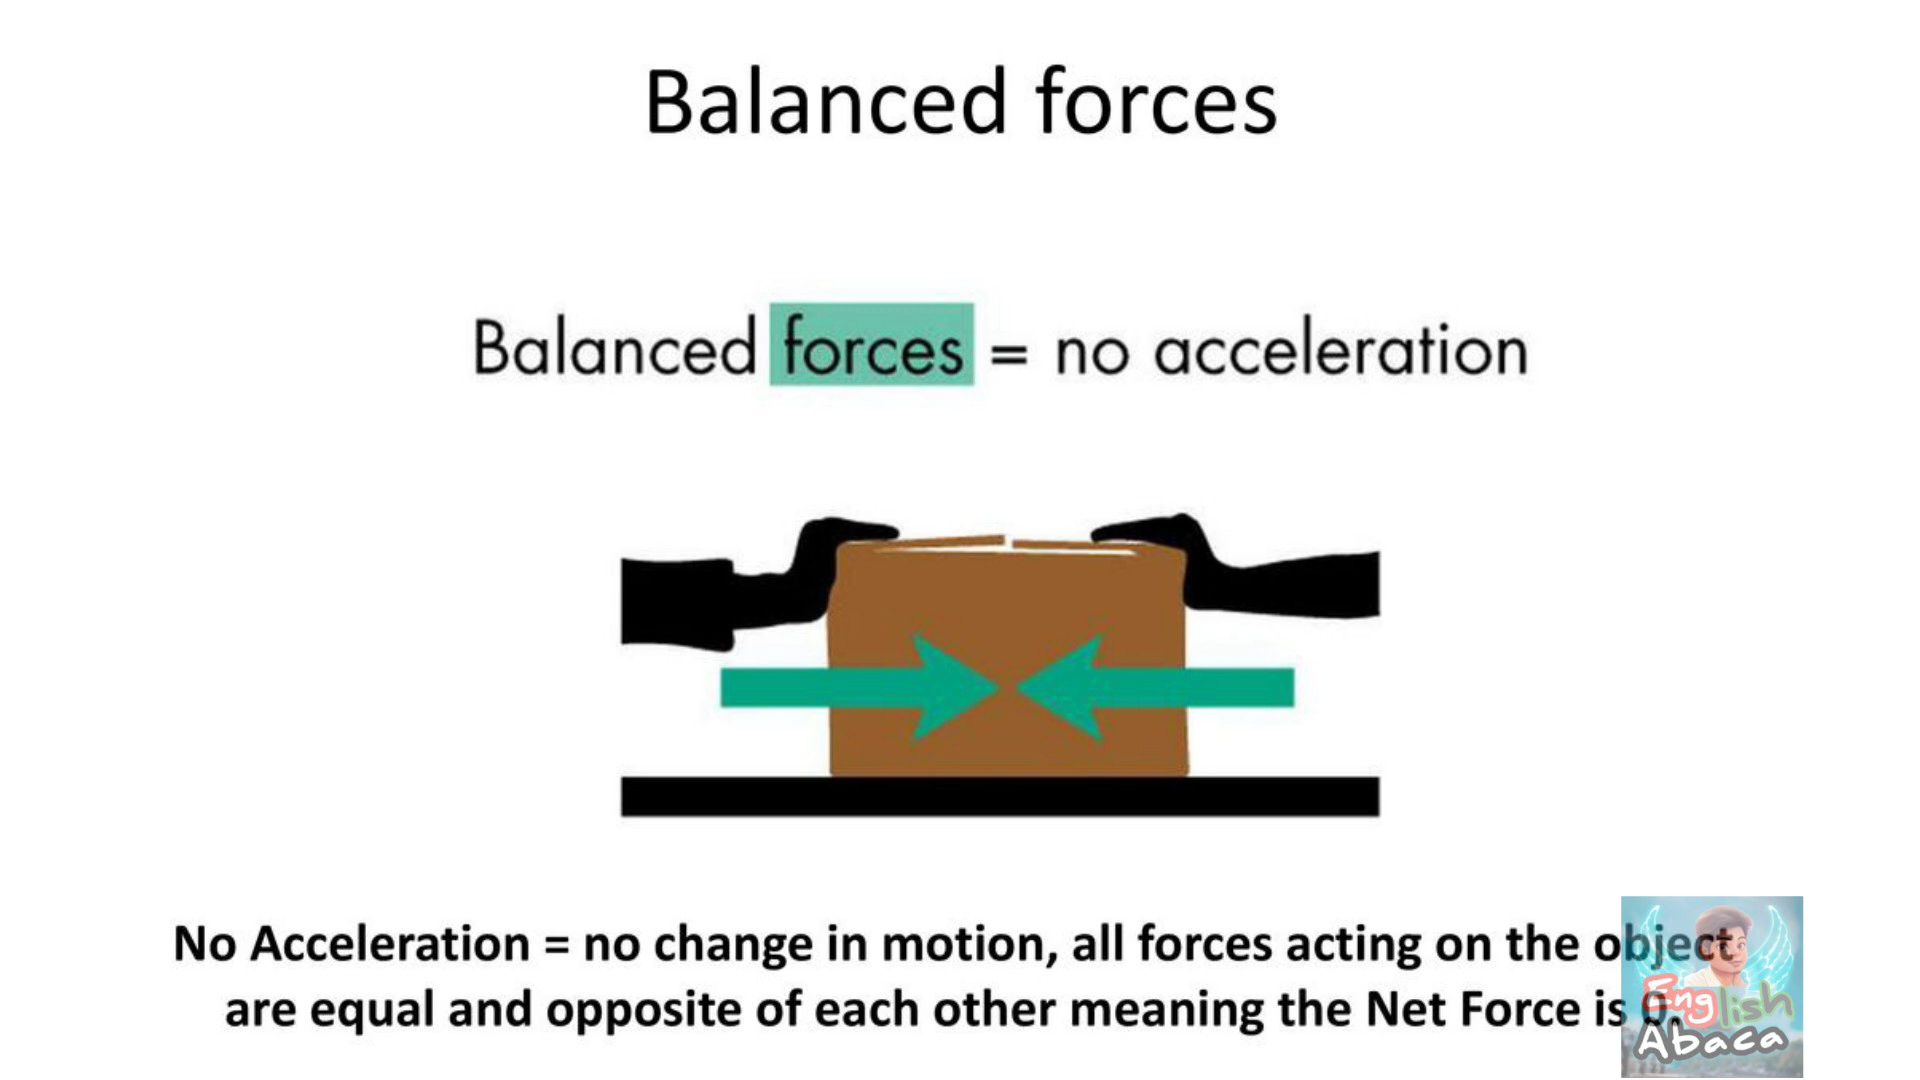 Balanced forces
Balanced forces = no acceleration
No Acceleration = no change in motion, all forces acting on the object
are equal and opposite of each other meaning the Net Force is 0.
English
Abaca